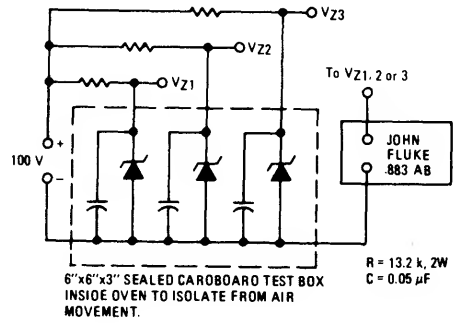 VZ3
VZ2
VZ1
To VZ1, 2 or 3
+
100 V
−
JOHN
FLUKE
.883 AB
R = 13.2 k, 2W
C = 0.05 µF
6"x6"x3" SEALED CAROBOARO TEST BOX
INSIOE OVEN TO ISOLATE FROM AIR
MOVEMENT.